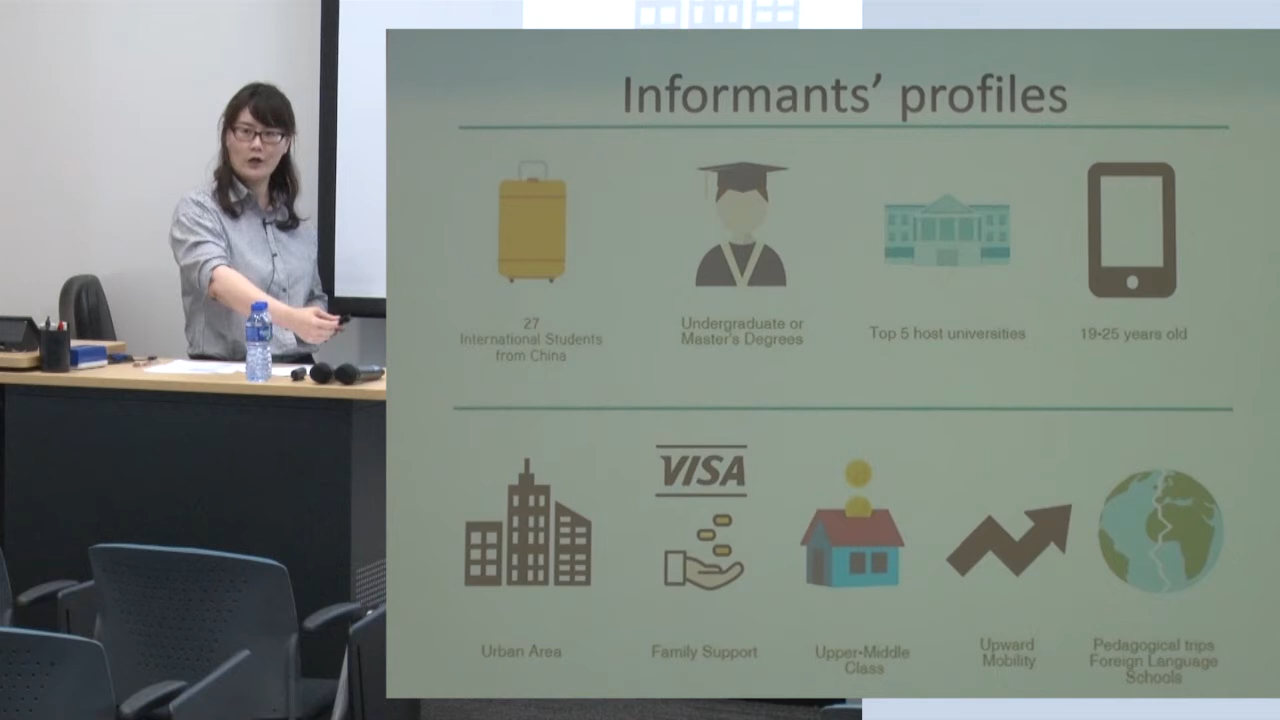 Informants' profiles
27
International Students
from China
Undergraduate or
Master's Degrees
Top 5 host universities
19-25 years old
VISA
Urban Area
Family Support
Upper-Middle
Class
Upward
Mobility
Pedagogical trips
Foreign Language
Schools